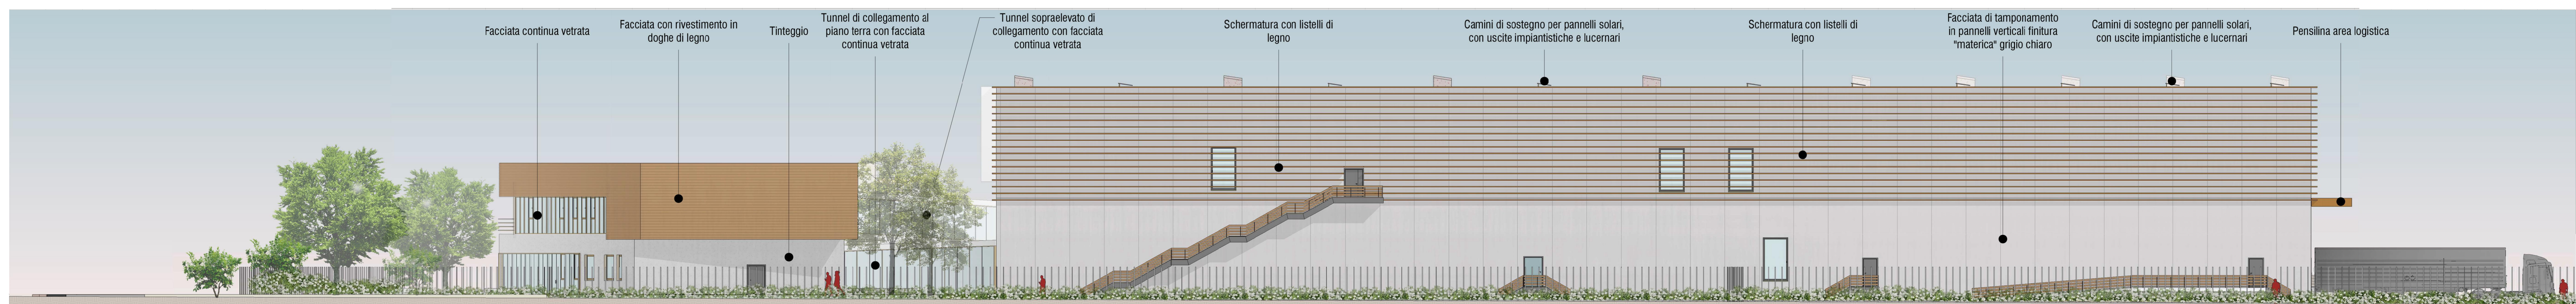 Facciata continua vetrata
Facciata con rivestimento in
doghe di legno
Tinteggio
Tunnel di collegamento al
piano terra con facciata
continua vetrata
Tunnel sopraelevato di
collegamento con facciata
continua vetrata
Schermatura con listelli di
legno
Camini di sostegno per pannelli solari,
con uscite impiantistiche e lucernari
Schermatura con listelli di
legno
Facciata di tamponamento
in pannelli verticali finitura
"materica" grigio chiaro
Camini di sostegno per pannelli solari,
con uscite impiantistiche e lucernari
Pensilina area logistica